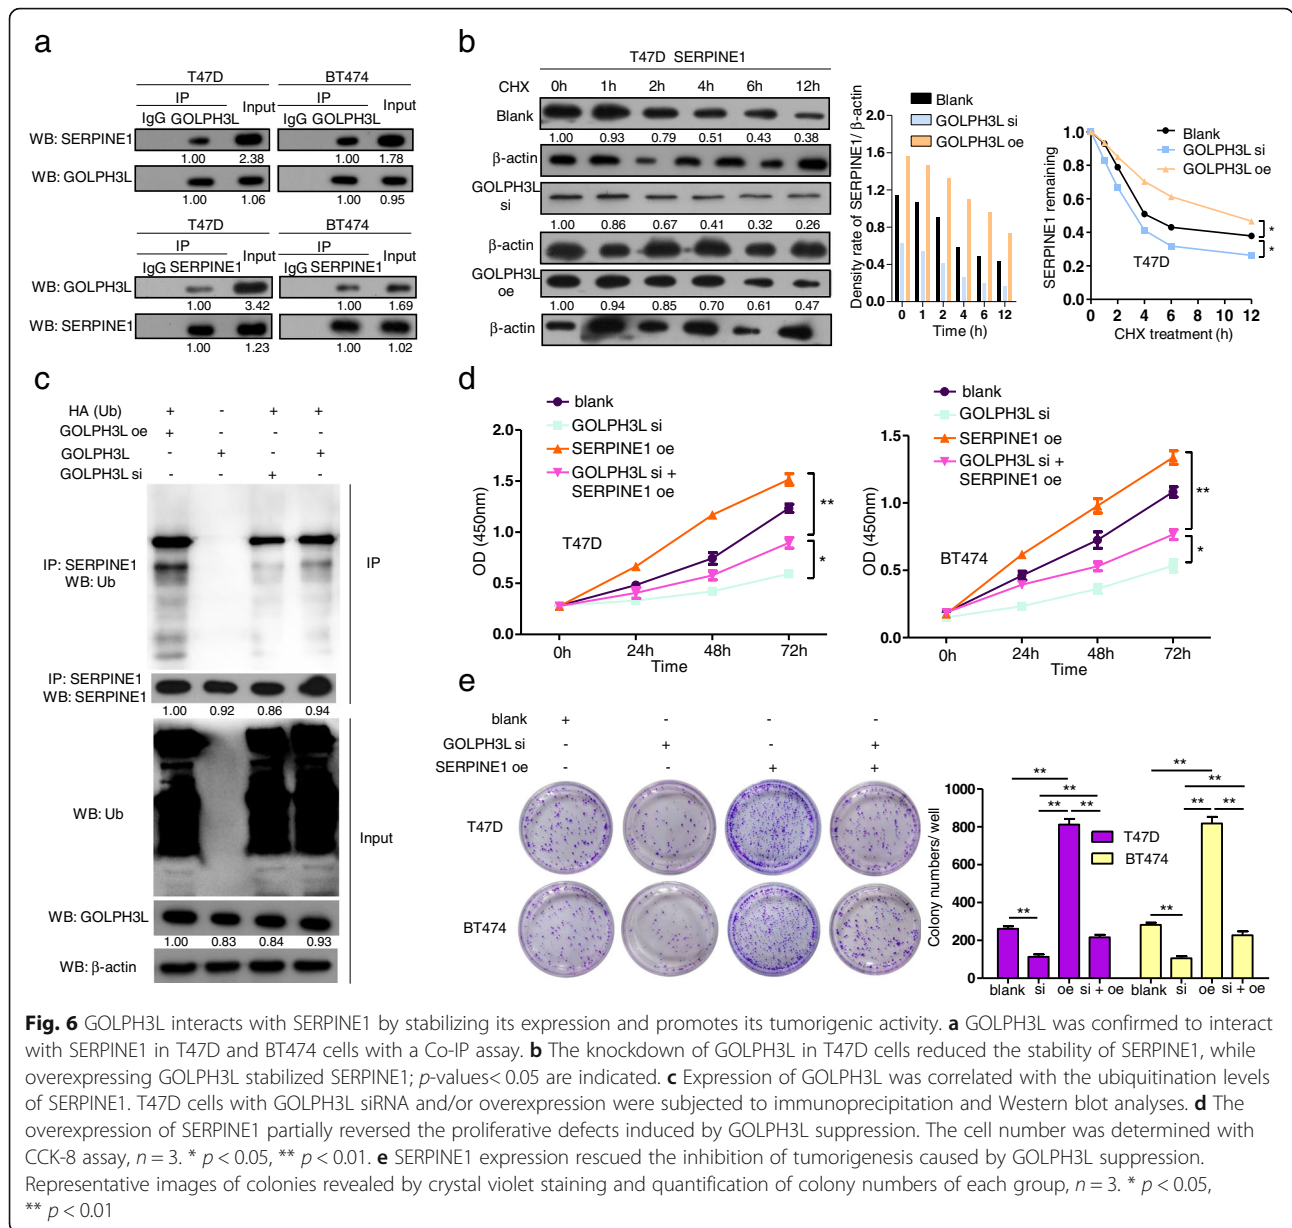 a
T47D BT474
IP Input IP Input
IgG GOLPH3L IgG GOLPH3L
WB: SERPINE1
1.00 2.38 1.00 1.78
WB: GOLPH3L
1.00 1.06 1.00 0.95
T47D BT474
IP Input IP Input
IgG SERPINE1 IgG SERPINE1
WB: GOLPH3L
1.00 3.42 1.00 1.69
WB: SERPINE1
1.00 1.23 1.00 1.02
b
T47D SERPINE1
CHX 0h 1h 2h 4h 6h 12h
Blank
1.00 0.93 0.79 0.51 0.43 0.38
β-actin
GOLPH3L
si
1.00 0.86 0.67 0.41 0.32 0.26
β-actin
GOLPH3L
oe
1.00 0.94 0.85 0.70 0.61 0.47
β-actin
Blank
GOLPH3L si
GOLPH3L oe
Density rate of SERPINE1/ β-actin
2.0
1.6
1.2
0.8
0.4
0.0
0 1 2 4 6 12
Time (h)
Blank
GOLPH3L si
GOLPH3L oe
SERPINE1 remaining
1.0
0.8
0.6
0.4
0.2
0.0
*
*
T47D
0 2 4 6 8 10 12
CHX treatment (h)
c
HA (Ub) + - + +
GOLPH3L oe + - - -
GOLPH3L - + - +
GOLPH3L si - - + -
IP: SERPINE1
WB: Ub
IP
IP: SERPINE1
WB: SERPINE1
1.00 0.92 0.86 0.94
WB: Ub
Input
WB: GOLPH3L
1.00 0.83 0.84 0.93
WB: β-actin
d
blank
GOLPH3L si
SERPINE1 oe
GOLPH3L si +
SERPINE1 oe
OD (450nm)
2.0
1.5
1.0
0.5
0.0
T47D
**
*
0h 24h 48h 72h
Time
blank
GOLPH3L si
SERPINE1 oe
GOLPH3L si +
SERPINE1 oe
OD (450nm)
1.5
1.0
0.5
0.0
BT474
**
*
0h 24h 48h 72h
Time
e
blank + - - -
GOLPH3L si - + - +
SERPINE1 oe - - + +
T47D
BT474
Colony numbers/ well
1000
800
600
400
200
0
** ** ** ** **
** ** ** ** **
T47D
BT474
blank si oe si + oe blank si oe si + oe
Fig. 6 GOLPH3L interacts with SERPINE1 by stabilizing its expression and promotes its tumorigenic activity. a GOLPH3L was confirmed to interact
with SERPINE1 in T47D and BT474 cells with a Co-IP assay. b The knockdown of GOLPH3L in T47D cells reduced the stability of SERPINE1, while
overexpressing GOLPH3L stabilized SERPINE1; p-values< 0.05 are indicated. c Expression of GOLPH3L was correlated with the ubiquitination levels
of SERPINE1. T47D cells with GOLPH3L siRNA and/or overexpression were subjected to immunoprecipitation and Western blot analyses. d The
overexpression of SERPINE1 partially reversed the proliferative defects induced by GOLPH3L suppression. The cell number was determined with
CCK-8 assay, n = 3. * p < 0.05, ** p < 0.01. e SERPINE1 expression rescued the inhibition of tumorigenesis caused by GOLPH3L suppression.
Representative images of colonies revealed by crystal violet staining and quantification of colony numbers of each group, n = 3. * p < 0.05,
** p < 0.01